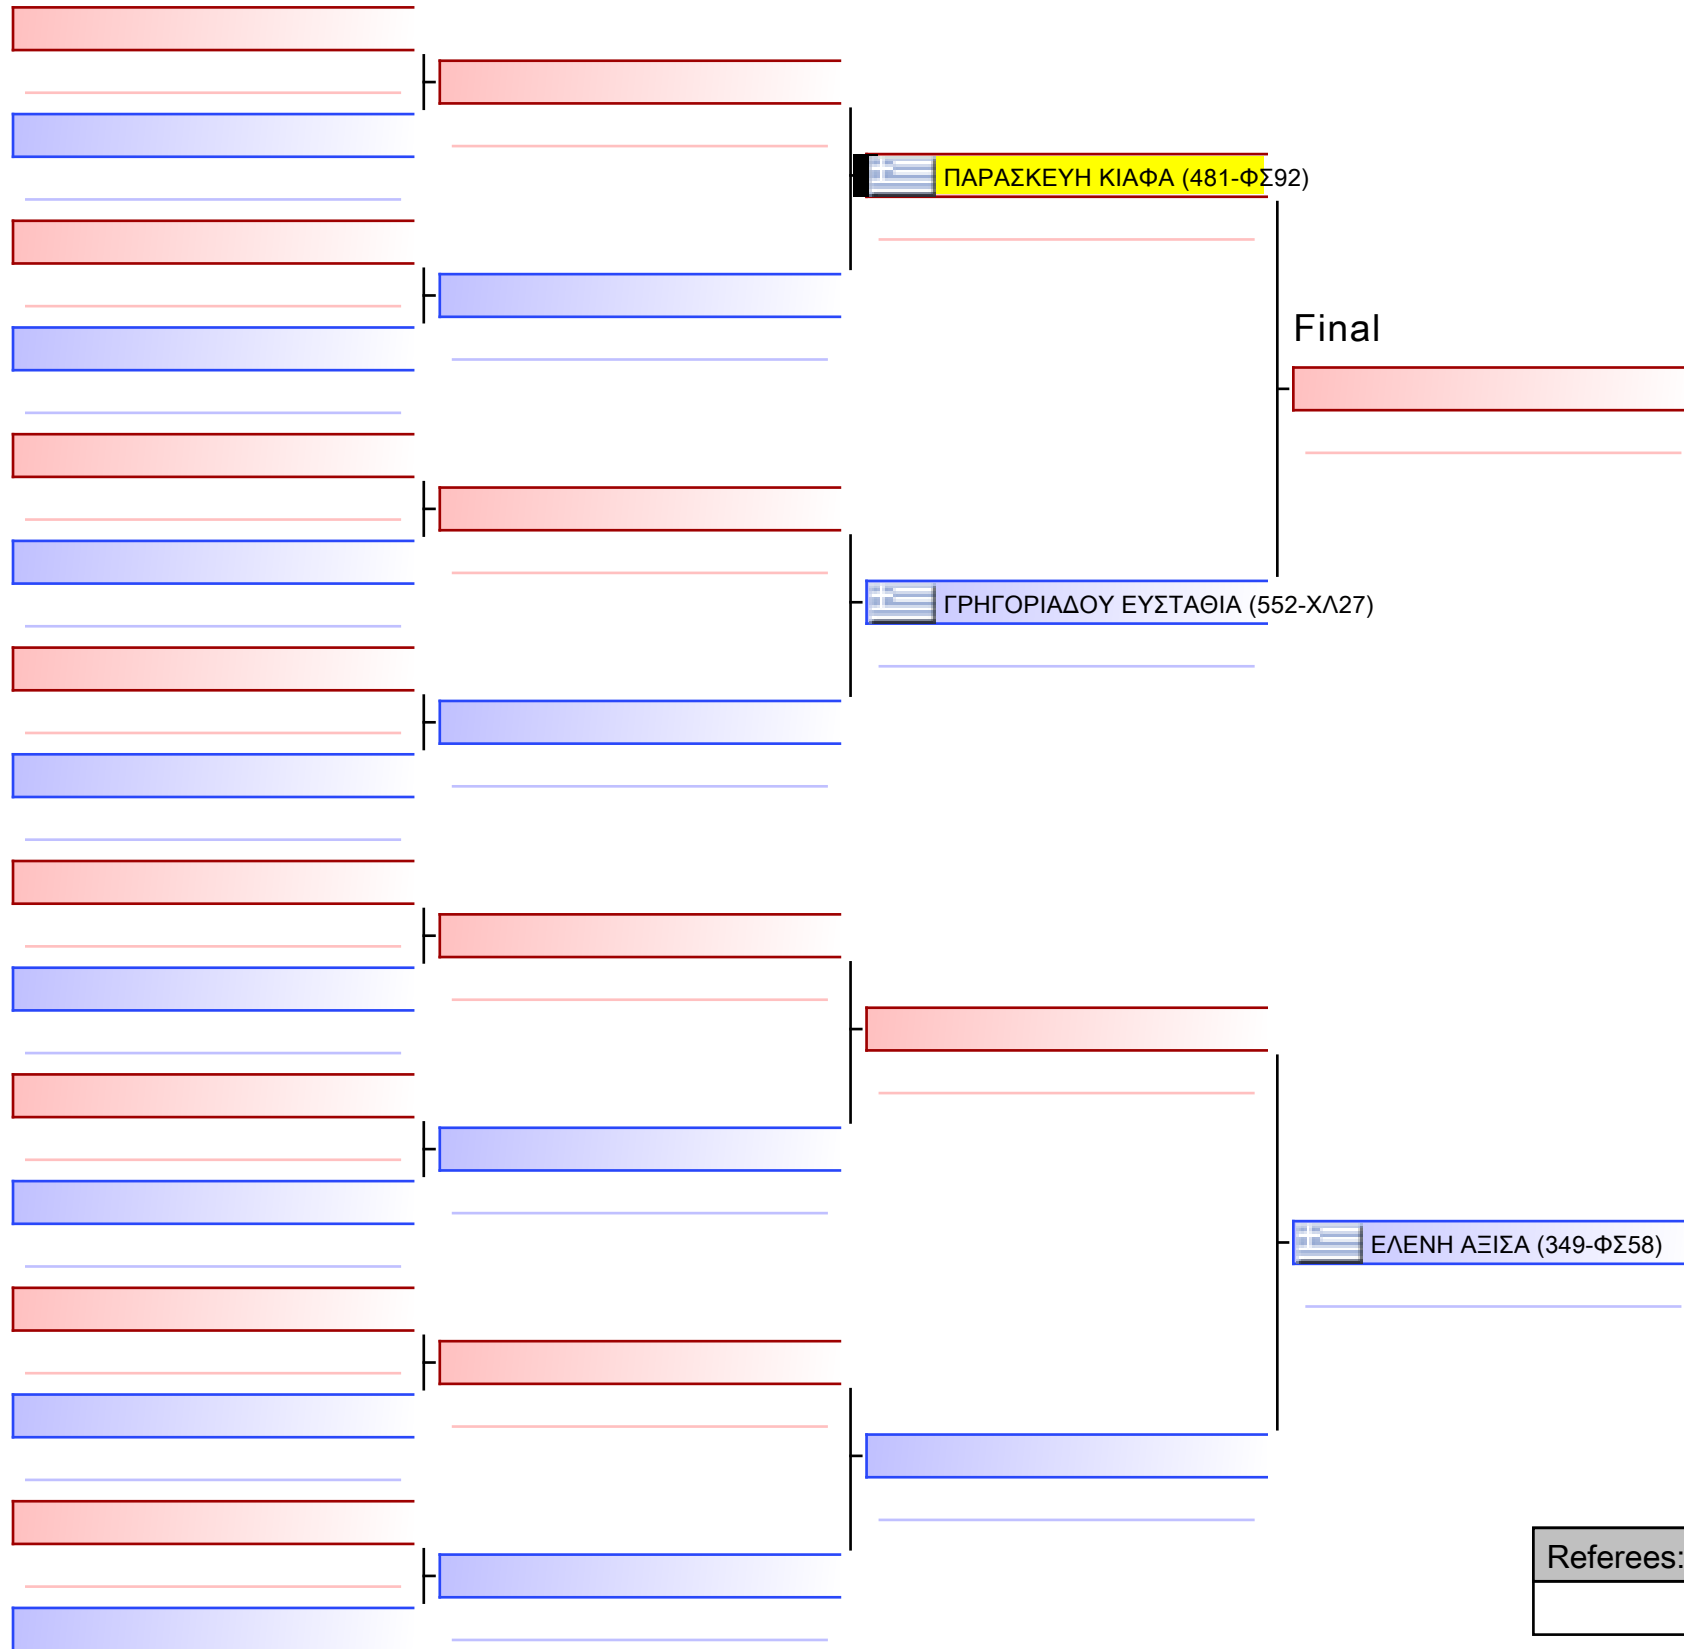 ΠΑΡΑΣΚΕΥΗ ΚΙΑΦΑ (481-ΦΣ92)
Final
ΓΡΗΓΟΡΙΑΔΟΥ ΕΥΣΤΑΘΙΑ (552-ΧΛ27)
ΕΛΕΝΗ ΑΞΙΣΑ (349-ΦΣ58)
Referees: